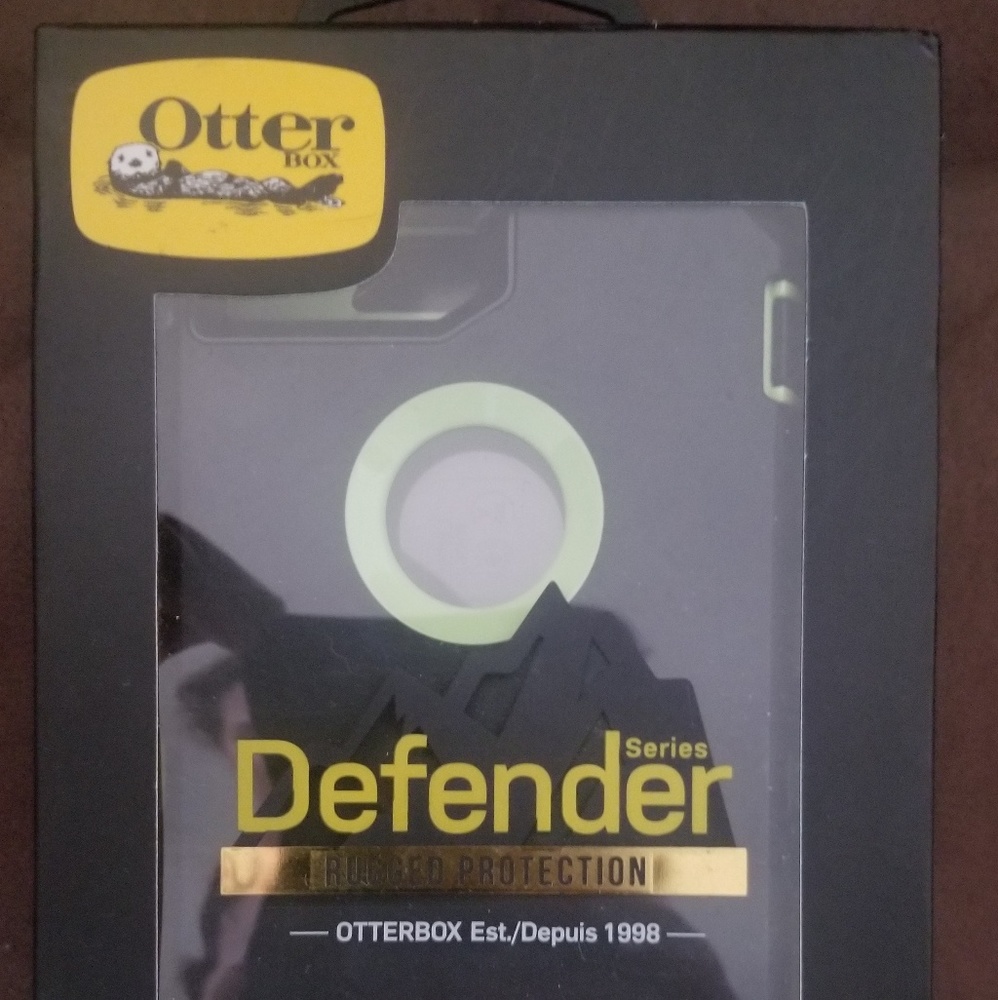 Otter
BOX
Defender Series
RUGGED PROTECTION
OTTERBOX Est./Depuis 1998